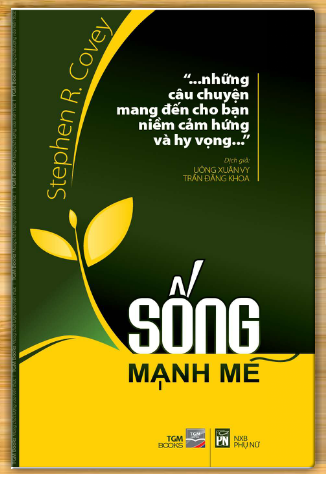 Stephen R. Covey
“...những
câu chuyện
mang đến cho bạn
niềm cảm hứng
và hy vọng...”
Dịch giả:
UÔNG XUÂN VY
TRẦN ĐĂNG KHOA
SỐNG
MẠNH MẼ
TGM
BOOKS
NXB
PHỤ NỮ